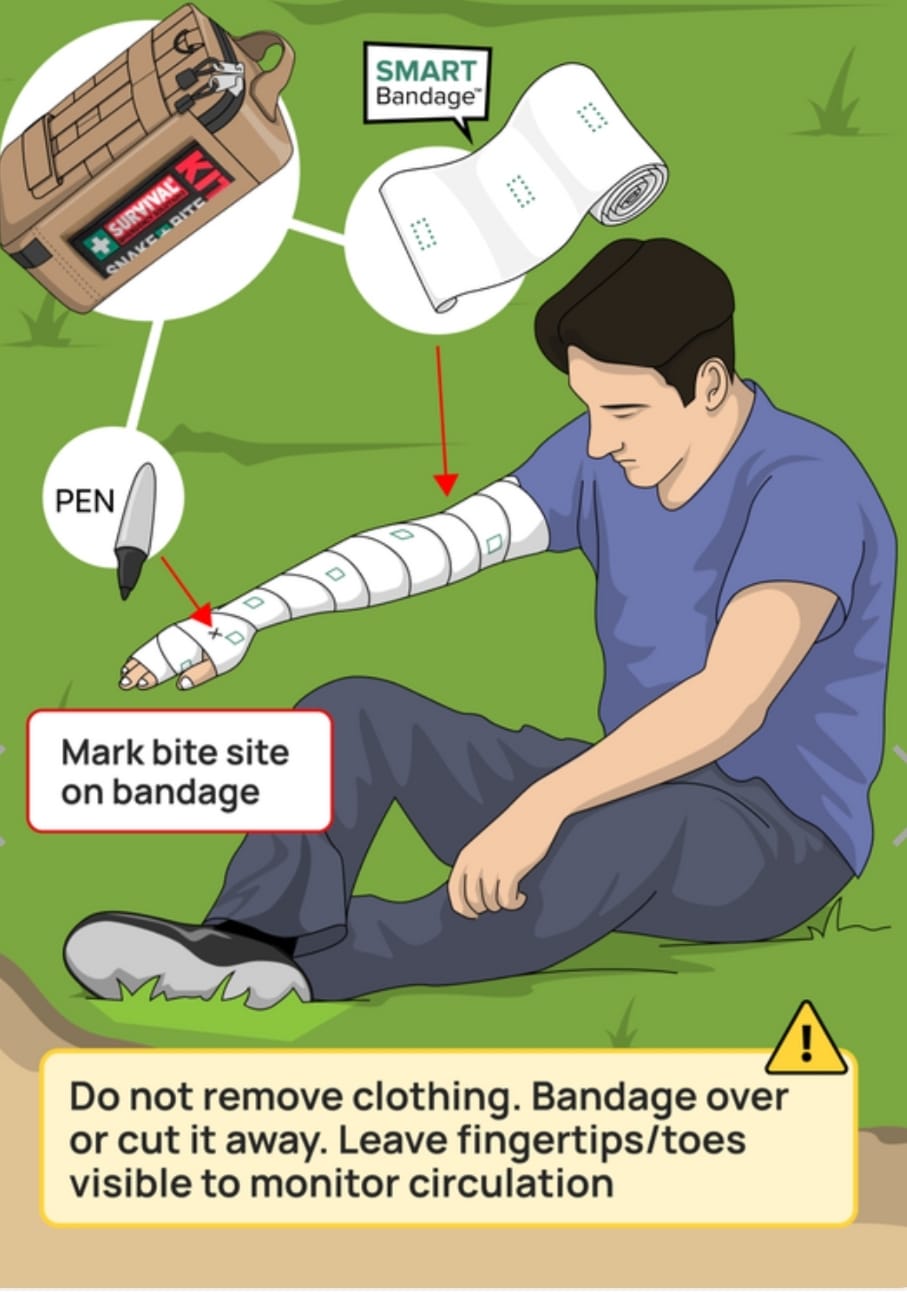 SMART
Bandage™
SURVIVAL
KIT
SNAKE + BITE
PEN
Mark bite site
on bandage
!
Do not remove clothing. Bandage over
or cut it away. Leave fingertips/toes
visible to monitor circulation